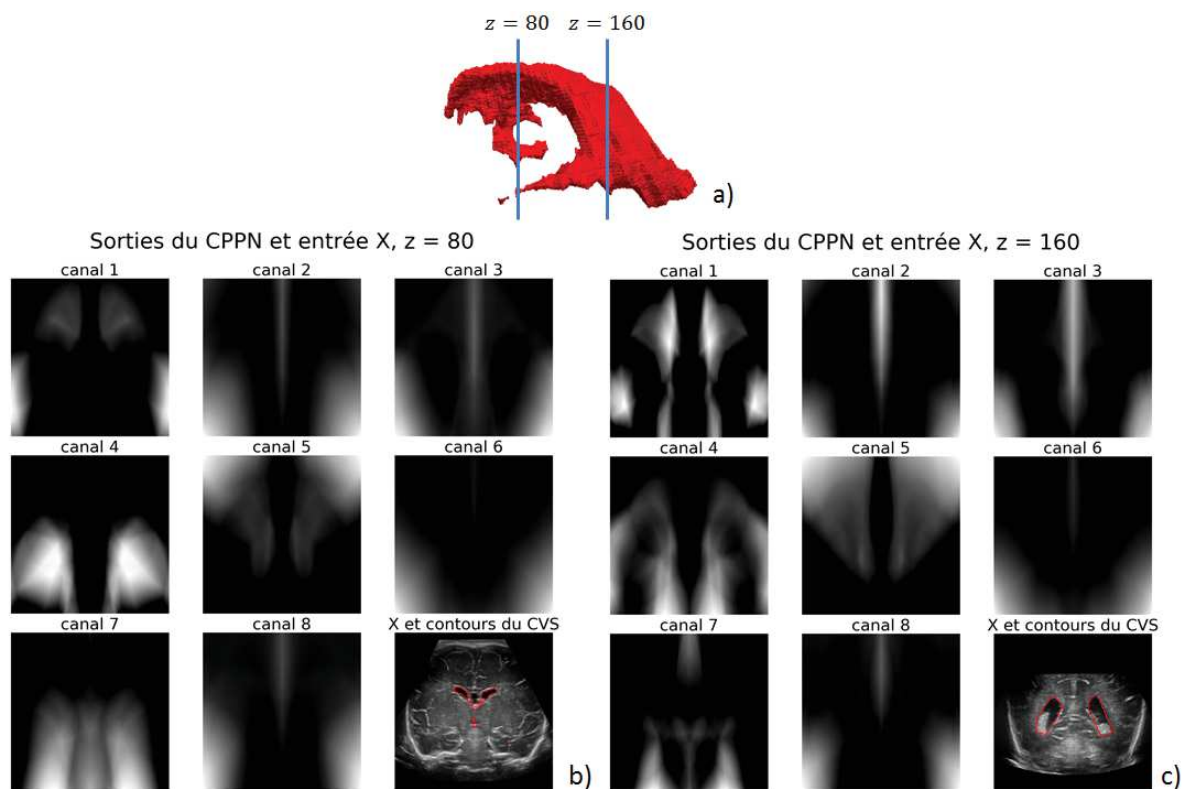 z = 80 z = 160
a)
Sorties du CPPN et entrée X, z = 80
canal 1 canal 2 canal 3
canal 4 canal 5 canal 6
canal 7 canal 8 X et contours du CVS
b)
Sorties du CPPN et entrée X, z = 160
canal 1 canal 2 canal 3
canal 4 canal 5 canal 6
canal 7 canal 8 X et contours du CVS
c)